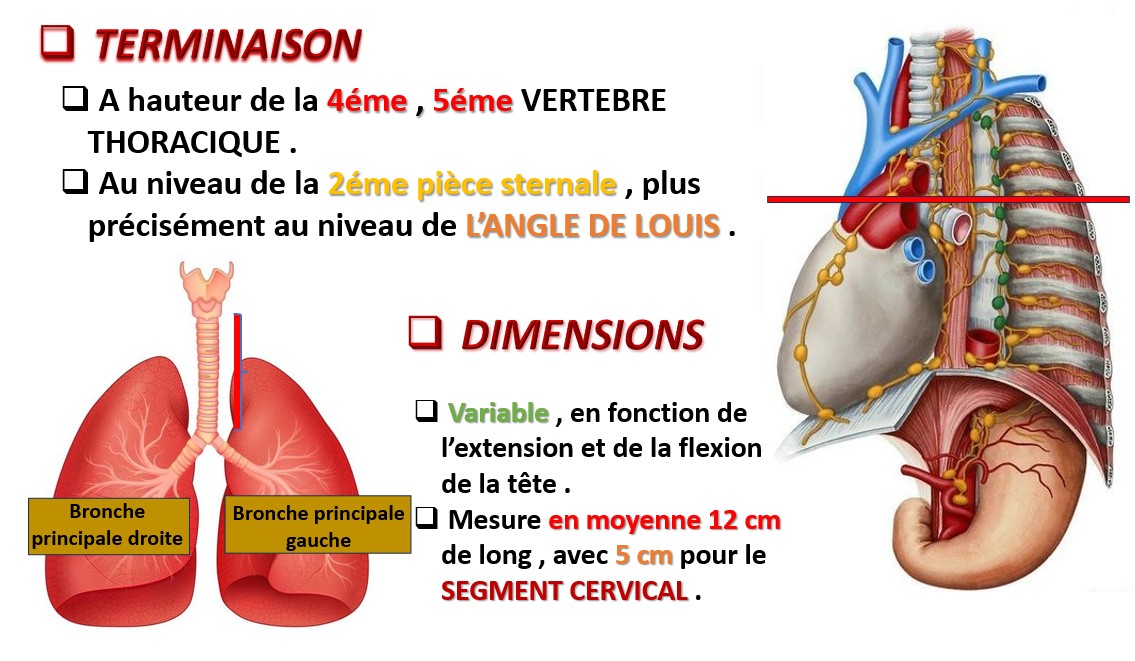 TERMINAISON
A hauteur de la 4éme , 5éme VERTEBRE
THORACIQUE .
Au niveau de la 2éme pièce sternale , plus
précisément au niveau de L’ANGLE DE LOUIS .
DIMENSIONS
Variable , en fonction de
l’extension et de la flexion
de la tête .
Mesure en moyenne 12 cm
de long , avec 5 cm pour le
SEGMENT CERVICAL .
Bronche
principale droite
Bronche principale
gauche